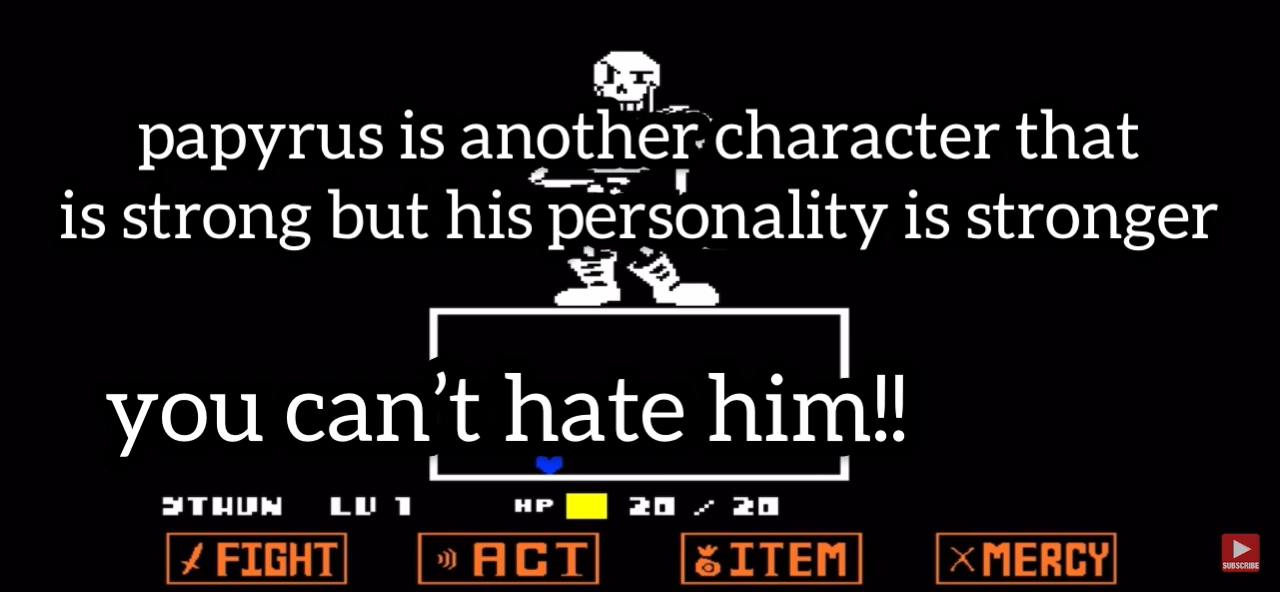 papyrus is another character that
is strong but his personality is stronger
you can't hate him!!
LV 1 HP 20 / 20
FIGHT ACT ITEM MERCY
SUBSCRIBE